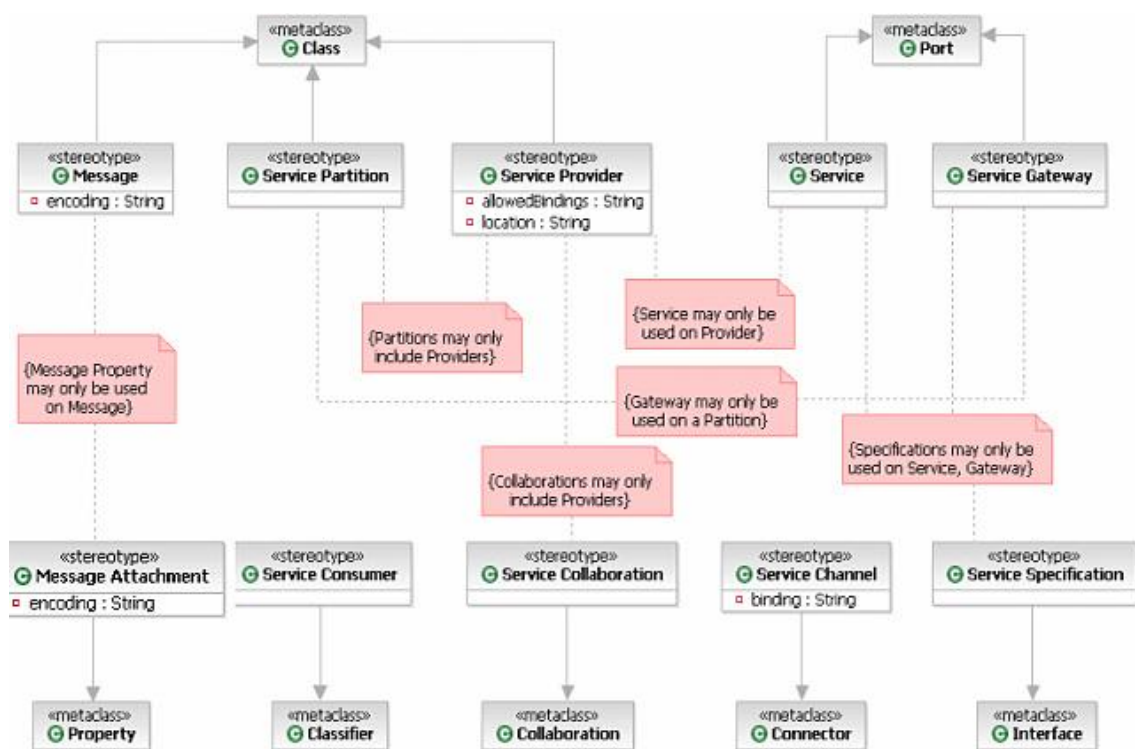 «metaclass»
Class
«metaclass»
Port
«stereotype»
Message
encoding : String
«stereotype»
Service Partition
«stereotype»
Service Provider
allowedBindings : String
location : String
«stereotype»
Service
«stereotype»
Service Gateway
{Partitions may only
include Providers}
{Service may only be
used on Provider}
{Message Property
may only be used
on Message}
{Gateway may only be
used on a Partition}
{Specifications may only be
used on Service, Gateway}
{Collaborations may only
include Providers}
«stereotype»
Message Attachment
encoding : String
«stereotype»
Service Consumer
«stereotype»
Service Collaboration
«stereotype»
Service Channel
binding : String
«stereotype»
Service Specification
«metaclass»
Property
«metaclass»
Classifier
«metaclass»
Collaboration
«metaclass»
Connector
«metaclass»
Interface